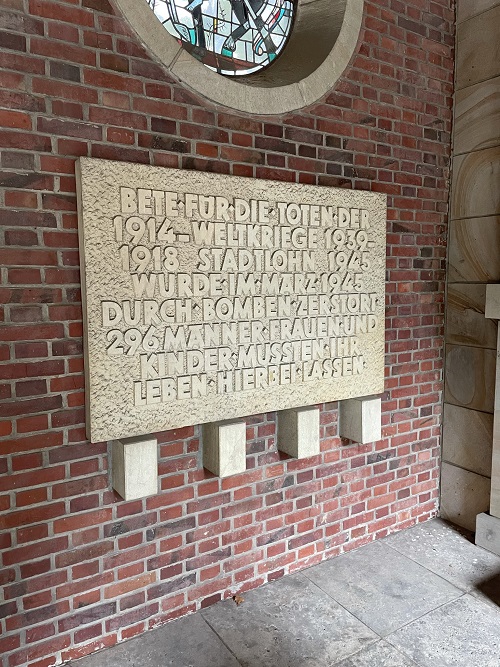 BETE·FÜR·DIE·TOTEN·DER
1914-WELTKRIEGE 1939-
1918 STADTLOHN 1945
WURDE·IM·MÄRZ·1945
DURCH·BOMBEN·ZERSTÖRT
296·MÄNNER·FRAUEN·UND
KINDER·MUSSTEN·IHR
LEBEN·HIERBEI·LASSEN